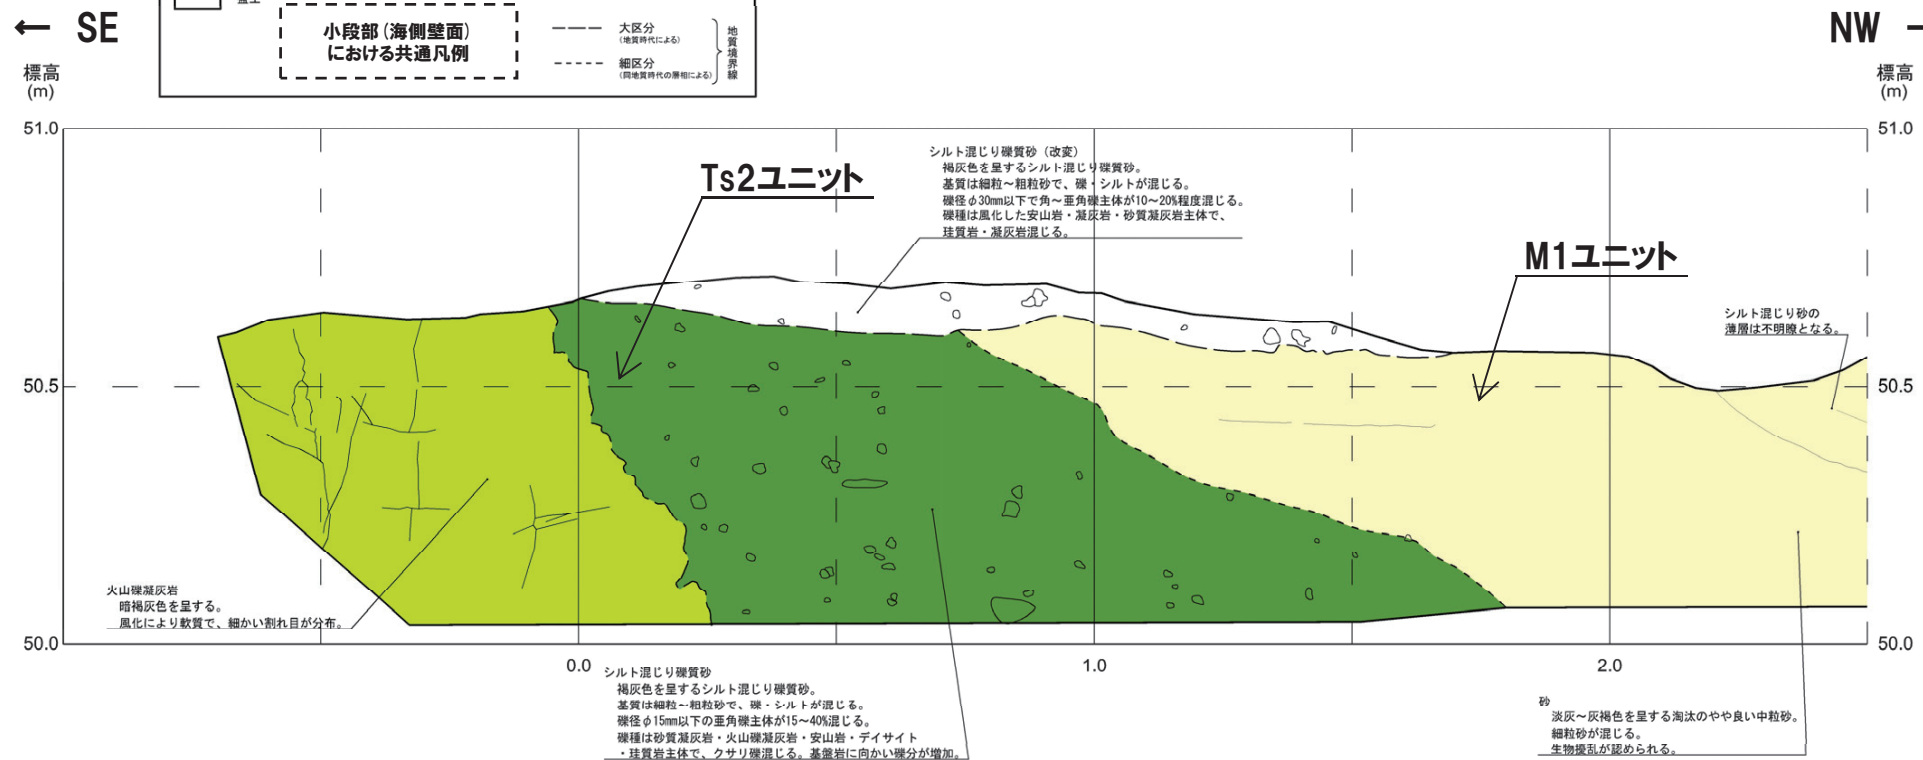 ← SE
NW
小段部(海側壁面)
における共通凡例
大区分
(地質時代による)
細区分
(同地質時代の層相による)
地質境界線
標高
(m)
標高
(m)
51.0
51.0
Ts2ユニット
シルト混じり礫質砂（改変）
褐灰色を呈するシルト混じり礫質砂。
基質は細粒～粗粒砂で、礫・シルトが混じる。
礫径φ30mm以下で角～亜角礫主体が10～20%程度混じる。
礫種は風化した安山岩・凝灰岩・砂質凝灰岩主体で、
珪質岩・凝灰岩混じる。
M1ユニット
シルト混じり砂の
薄層は不明瞭となる。
50.5
50.5
火山礫凝灰岩
暗褐灰色を呈する。
風化により軟質で、細かい割れ目が分布。
50.0
50.0
0.0
1.0
2.0
シルト混じり礫質砂
褐灰色を呈するシルト混じり礫質砂。
基質は細粒～粗粒砂で、礫・シルトが混じる。
礫径φ15mm以下の亜角礫主体が15～40%混じる。
礫種は砂質凝灰岩・火山礫凝灰岩・安山岩・デイサイト
・珪質岩主体で、クサリ礫混じる。基盤岩に向かい礫分が増加。
砂
淡灰～灰褐色を呈する淘汰のやや良い中粒砂。
細粒砂が混じる。
生物擾乱が認められる。